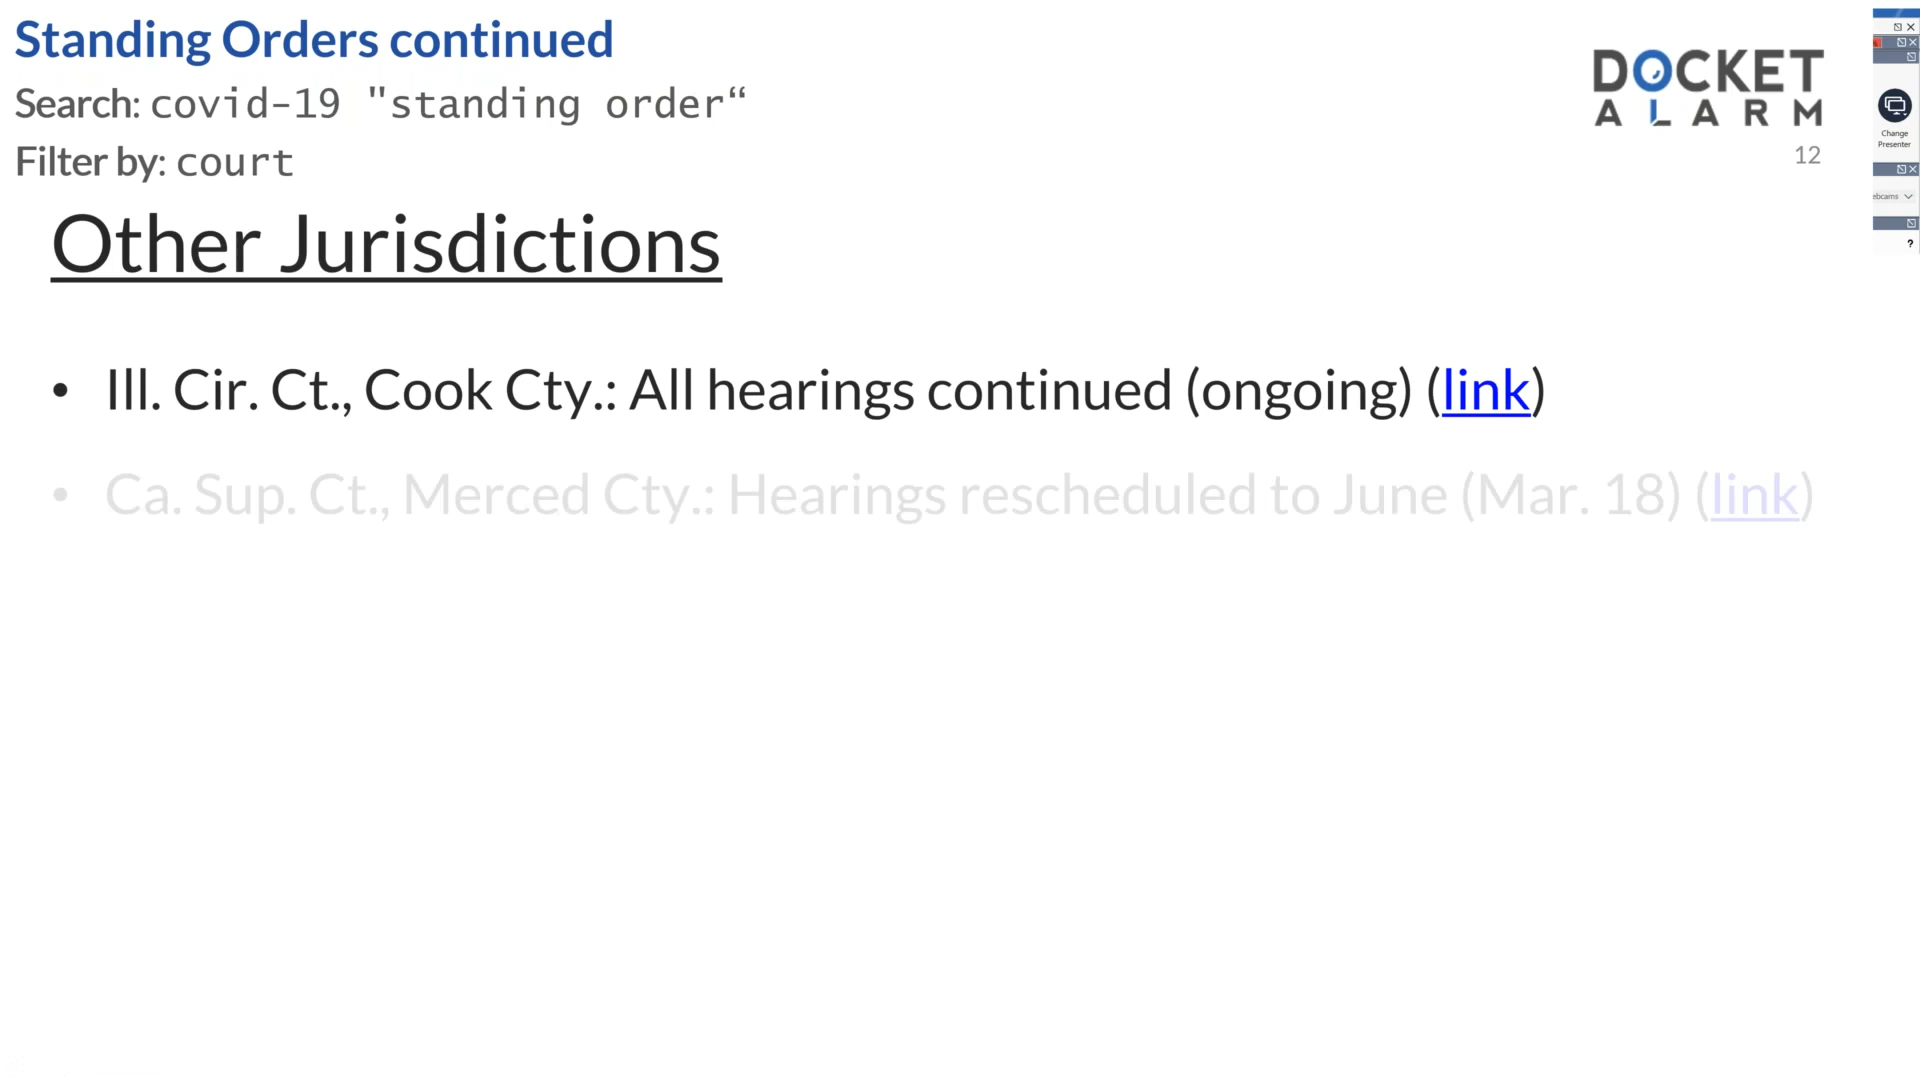 Standing Orders continued
Search: covid-19 "standing order“
Filter by: court
DOCKET
ALARM
12
Change
Presenter
ebcams
?
Other Jurisdictions
• Ill. Cir. Ct., Cook Cty.: All hearings continued (ongoing) (link)
• Ca. Sup. Ct., Merced Cty.: Hearings rescheduled to June (Mar. 18) (link)